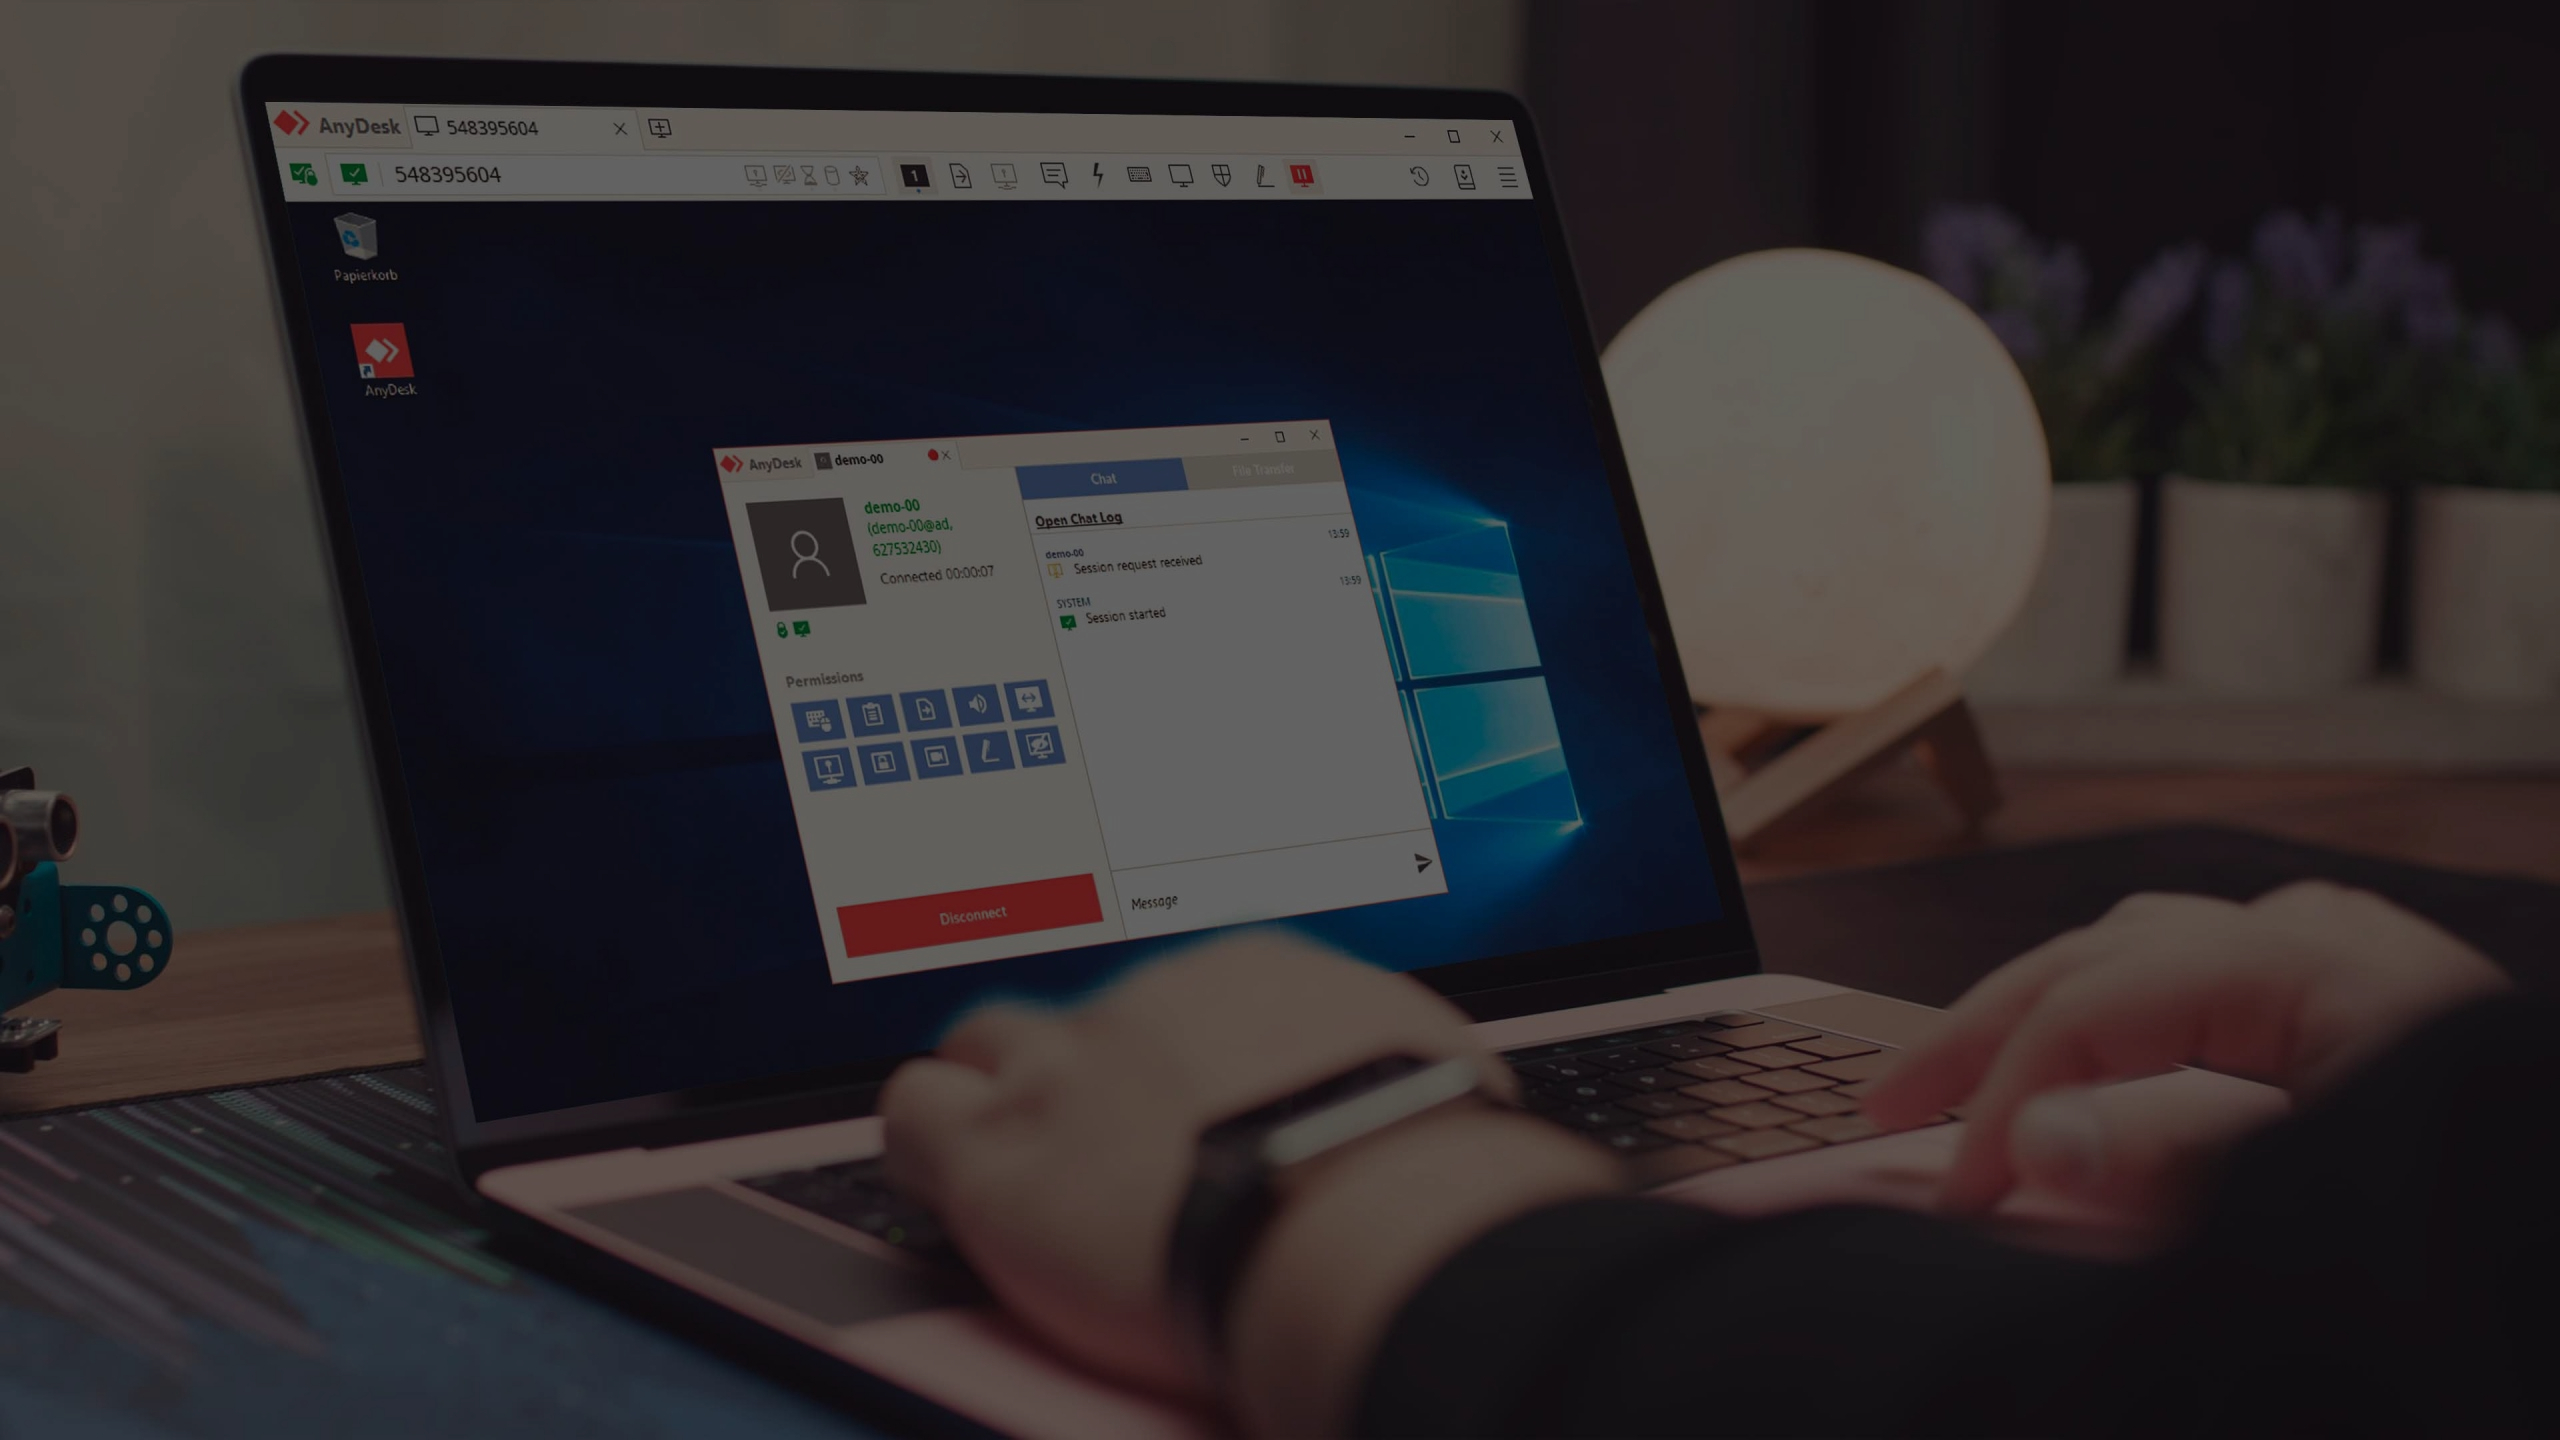 AnyDesk
548395604
548395604
1
Papierkorb
AnyDesk
AnyDesk
demo-00
demo-00
(demo-00@ad,
627532430)
Connected 00:00:07
Permissions
Disconnect
Chat
File Transfer
Open Chat Log
13:59
demo-00
Session request received
13:59
SYSTEM
Session started
Message